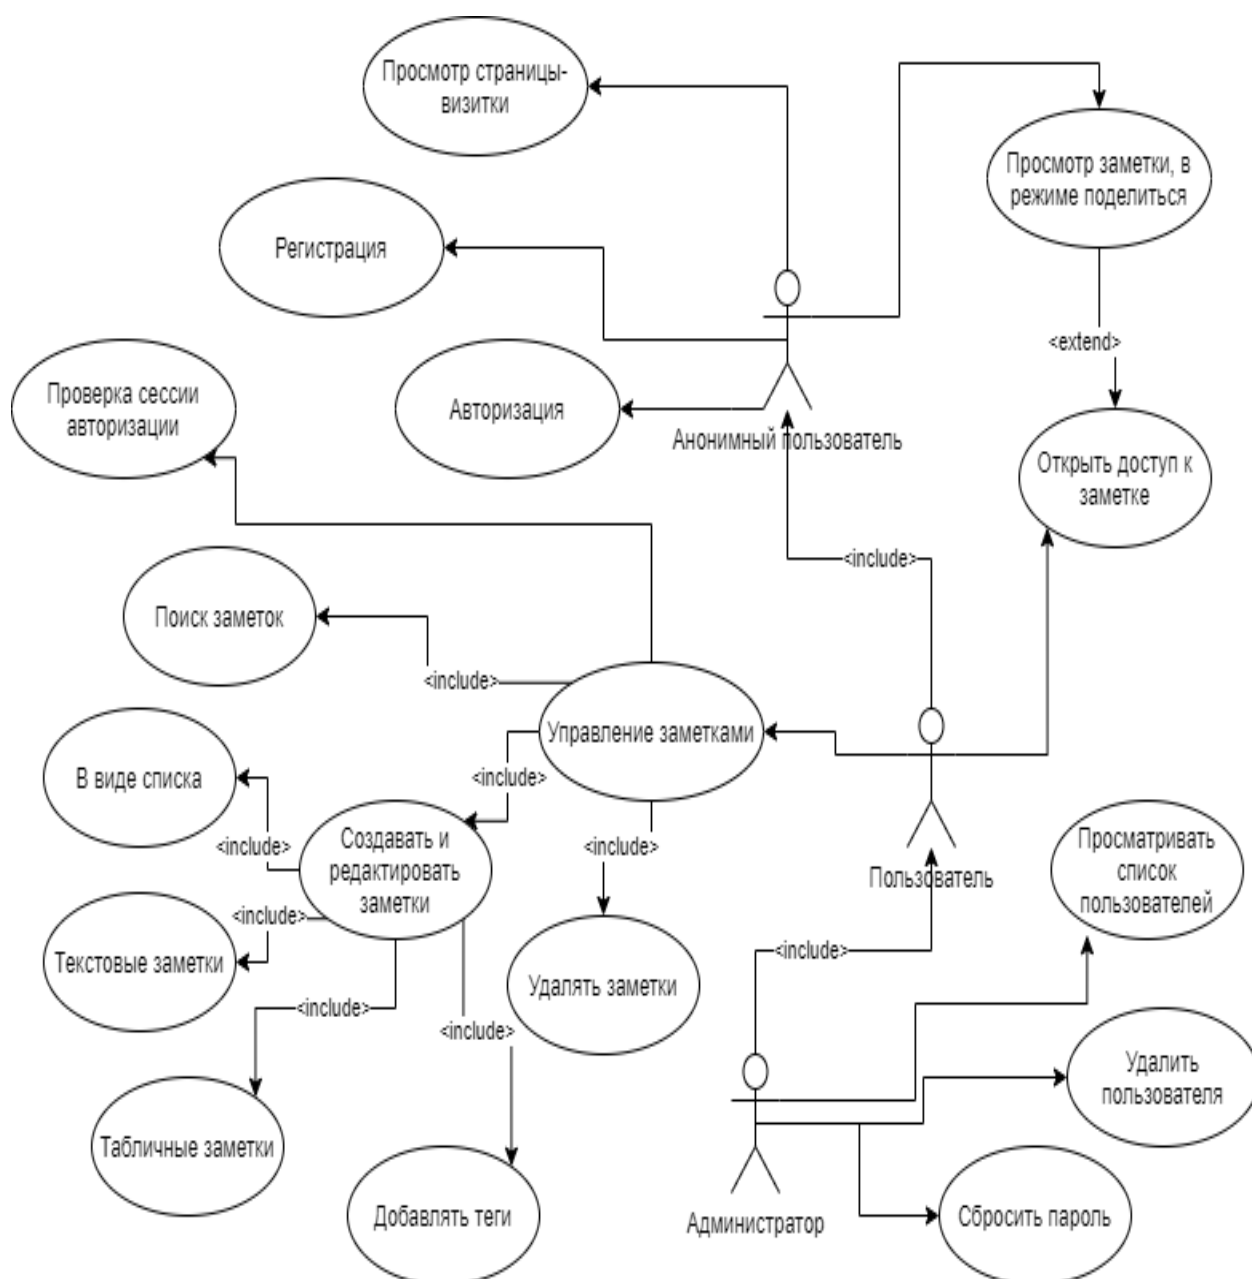 Просмотр страницы-
визитки
Просмотр заметки, в
режиме поделиться
Регистрация
<extend>
Проверка сессии
авторизации
Авторизация
Анонимный пользователь
Открыть доступ к
заметке
<include>
Поиск заметок
<include>
Управление заметками
В виде списка
<include>
Создавать и
редактировать
заметки
<include>
<include>
Пользователь
Просматривать
список
пользователей
<include>
Текстовые заметки
<include>
Удалять заметки
<include>
<include>
Удалить
пользователя
Табличные заметки
Добавлять теги
Администратор
Сбросить пароль